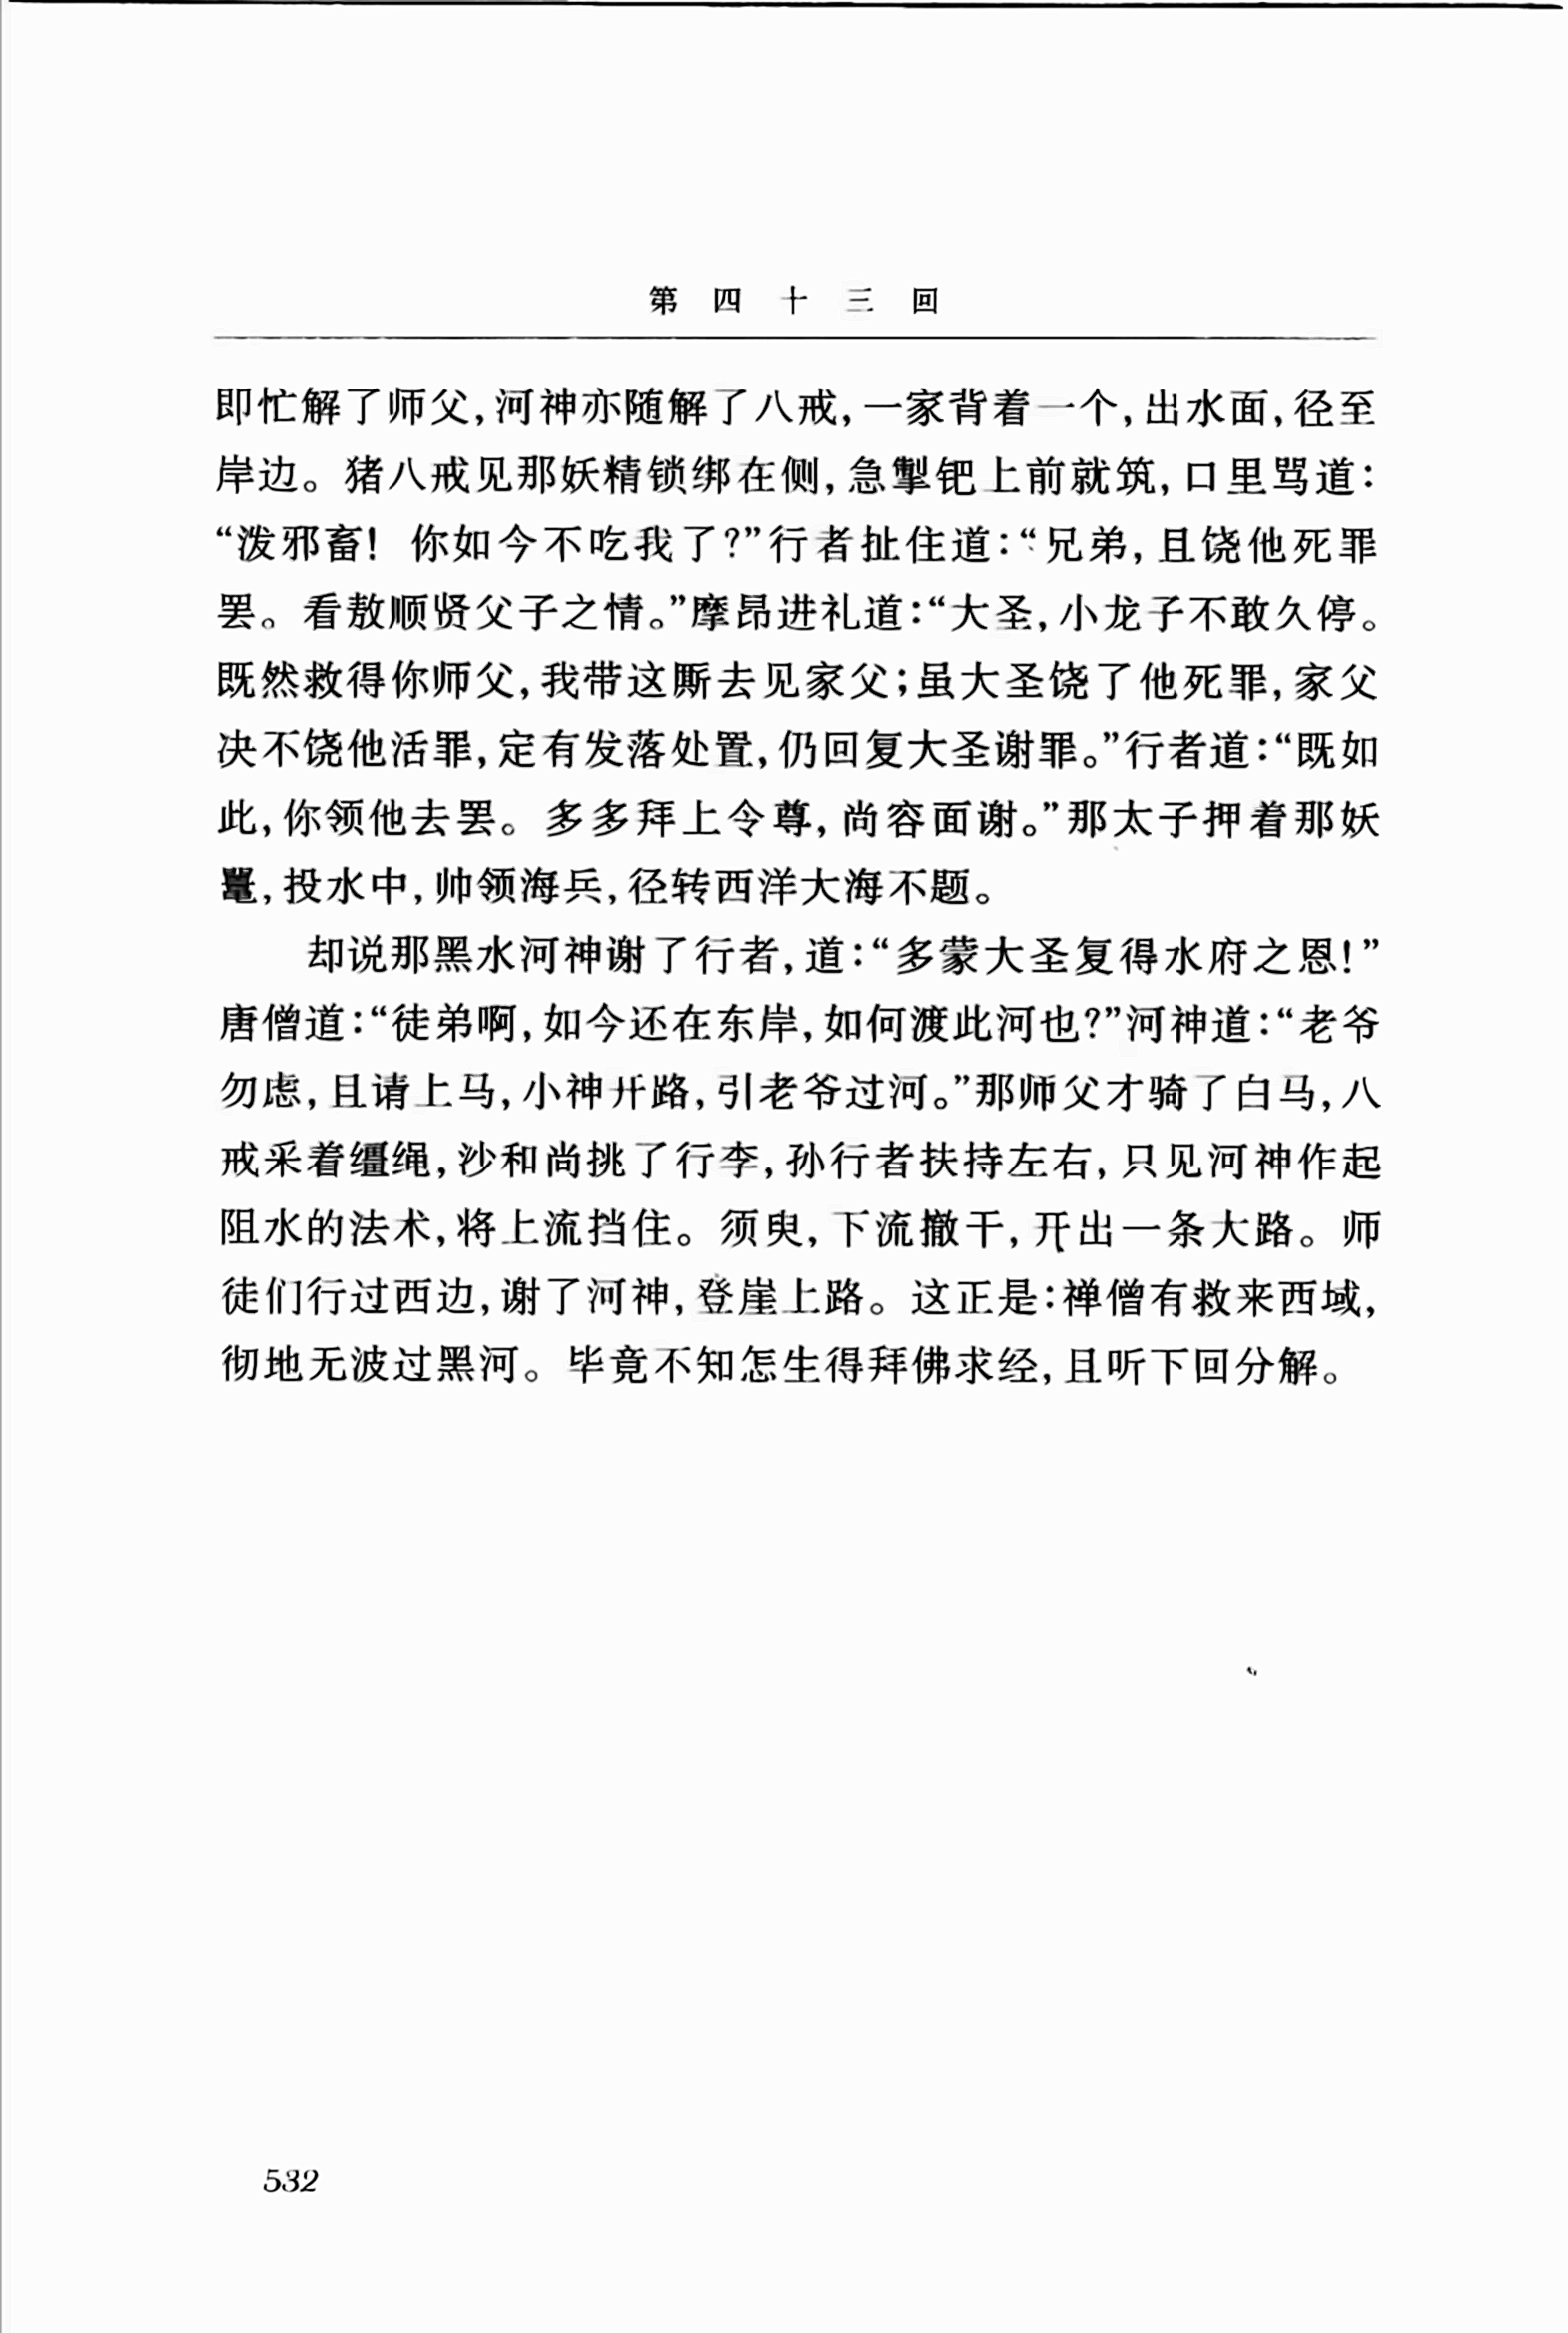 第四十三回
即忙解了师父,河神亦随解了八戒,一家背着一个,出水面,径至
岸边。猪八戒见那妖精锁绑在侧,急掣钯上前就筑,口里骂道:
“泼邪畜! 你如今不吃我了?”行者扯住道:“兄弟,且饶他死罪
罢。看敖顺贤父子之情。”摩昂进礼道:“大圣,小龙子不敢久停。
既然救得你师父,我带这厮去见家父;虽大圣饶了他死罪,家父
决不饶他活罪,定有发落处置,仍回复大圣谢罪。”行者道:“既如
此,你领他去罢。多多拜上令尊,尚容面谢。”那太子押着那妖
鼍,投水中,帅领海兵,径转西洋大海不题。
却说那黑水河神谢了行者,道:“多蒙大圣复得水府之恩!”
唐僧道:“徒弟啊,如今还在东岸,如何渡此河也?”河神道:“老爷
勿虑,且请上马,小神开路,引老爷过河。”那师父才骑了白马,八
戒采着缰绳,沙和尚挑了行李,孙行者扶持左右,只见河神作起
阻水的法术,将上流挡住。须臾,下流撤干,开出一条大路。师
徒们行过西边,谢了河神,登崖上路。这正是:禅僧有救来西域,
彻地无波过黑河。毕竟不知怎生得拜佛求经,且听下回分解。
532